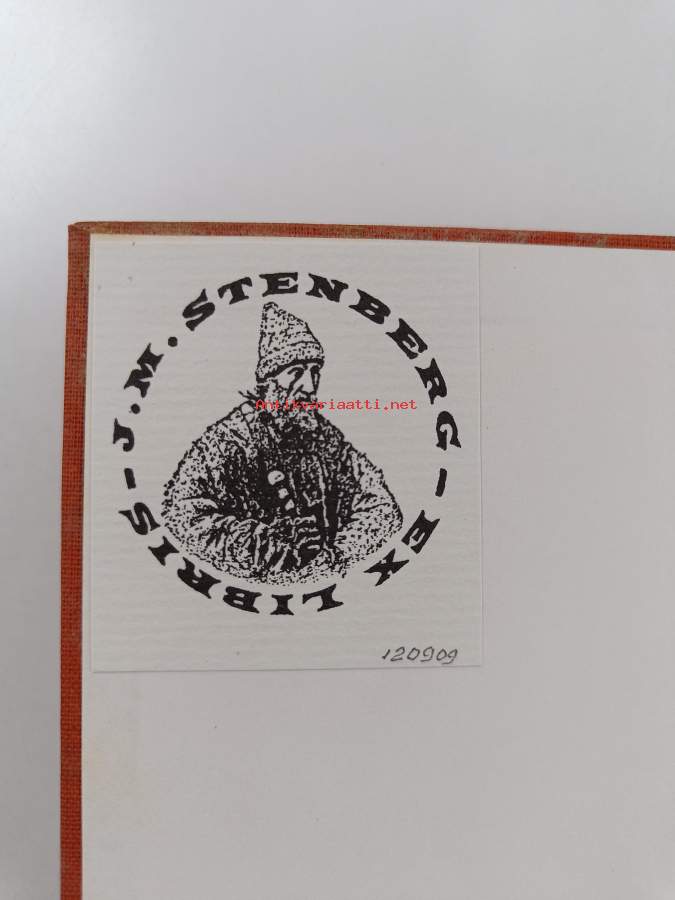 J.M. STENBERG – EX LIBRIS –
Antikvariaatti.net
120909